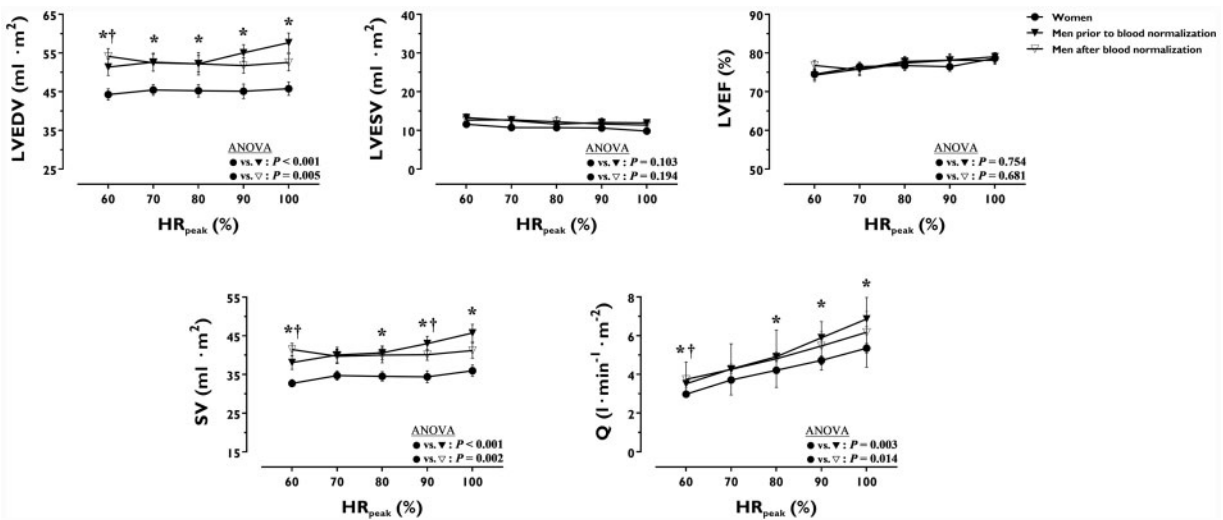 Women
Men prior to blood normalization
Men after blood normalization
LVEDV (ml · m²)
65
55
45
35
25
*† * * * *
ANOVA
● vs. ▼ : P < 0.001
● vs. ▽ : P = 0.005
60 70 80 90 100
HRpeak (%)
LVESV (ml · m²)
40
30
20
10
0
ANOVA
● vs. ▼ : P = 0.103
● vs. ▽ : P = 0.194
60 70 80 90 100
HRpeak (%)
LVEF (%)
90
80
70
60
50
ANOVA
● vs. ▼ : P = 0.754
● vs. ▽ : P = 0.681
60 70 80 90 100
HRpeak (%)
SV (ml · m²)
55
45
35
25
15
*† * *† *
ANOVA
● vs. ▼ : P < 0.001
● vs. ▽ : P = 0.002
60 70 80 90 100
HRpeak (%)
Q (l · min⁻¹ · m⁻²)
8
6
4
2
0
*† * * *
ANOVA
● vs. ▼ : P = 0.003
● vs. ▽ : P = 0.014
60 70 80 90 100
HRpeak (%)